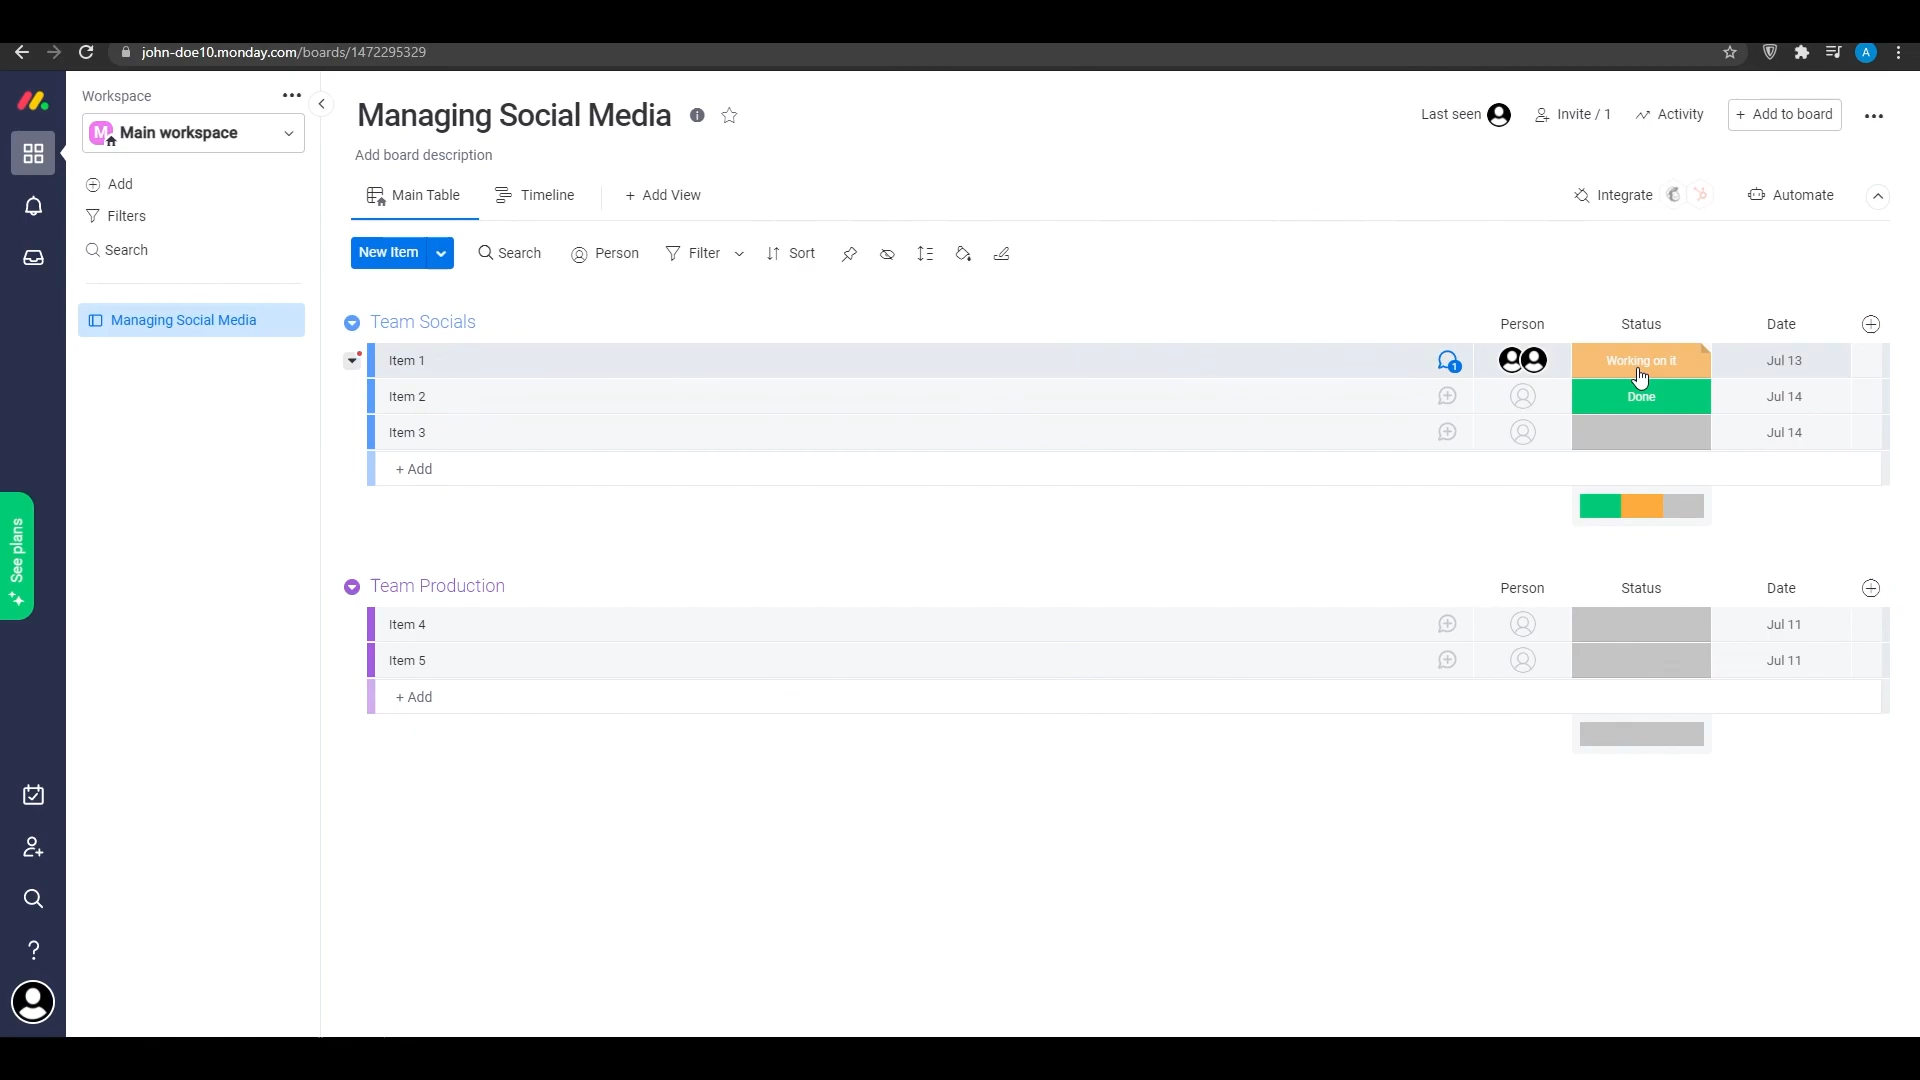 john-doe10.monday.com/boards/1472295329
A
Workspace
M Main workspace
Add
Filters
Search
Managing Social Media
See plans
Managing Social Media
Last seen
Invite / 1
Activity
+ Add to board
Add board description
Main Table
Timeline
+ Add View
Integrate
Automate
New Item
Search
Person
Filter
Sort
Team Socials
Person
Status
Date
Item 1
1
Working on it
Jul 13
Item 2
Done
Jul 14
Item 3
Jul 14
+ Add
Team Production
Person
Status
Date
Item 4
Jul 11
Item 5
Jul 11
+ Add